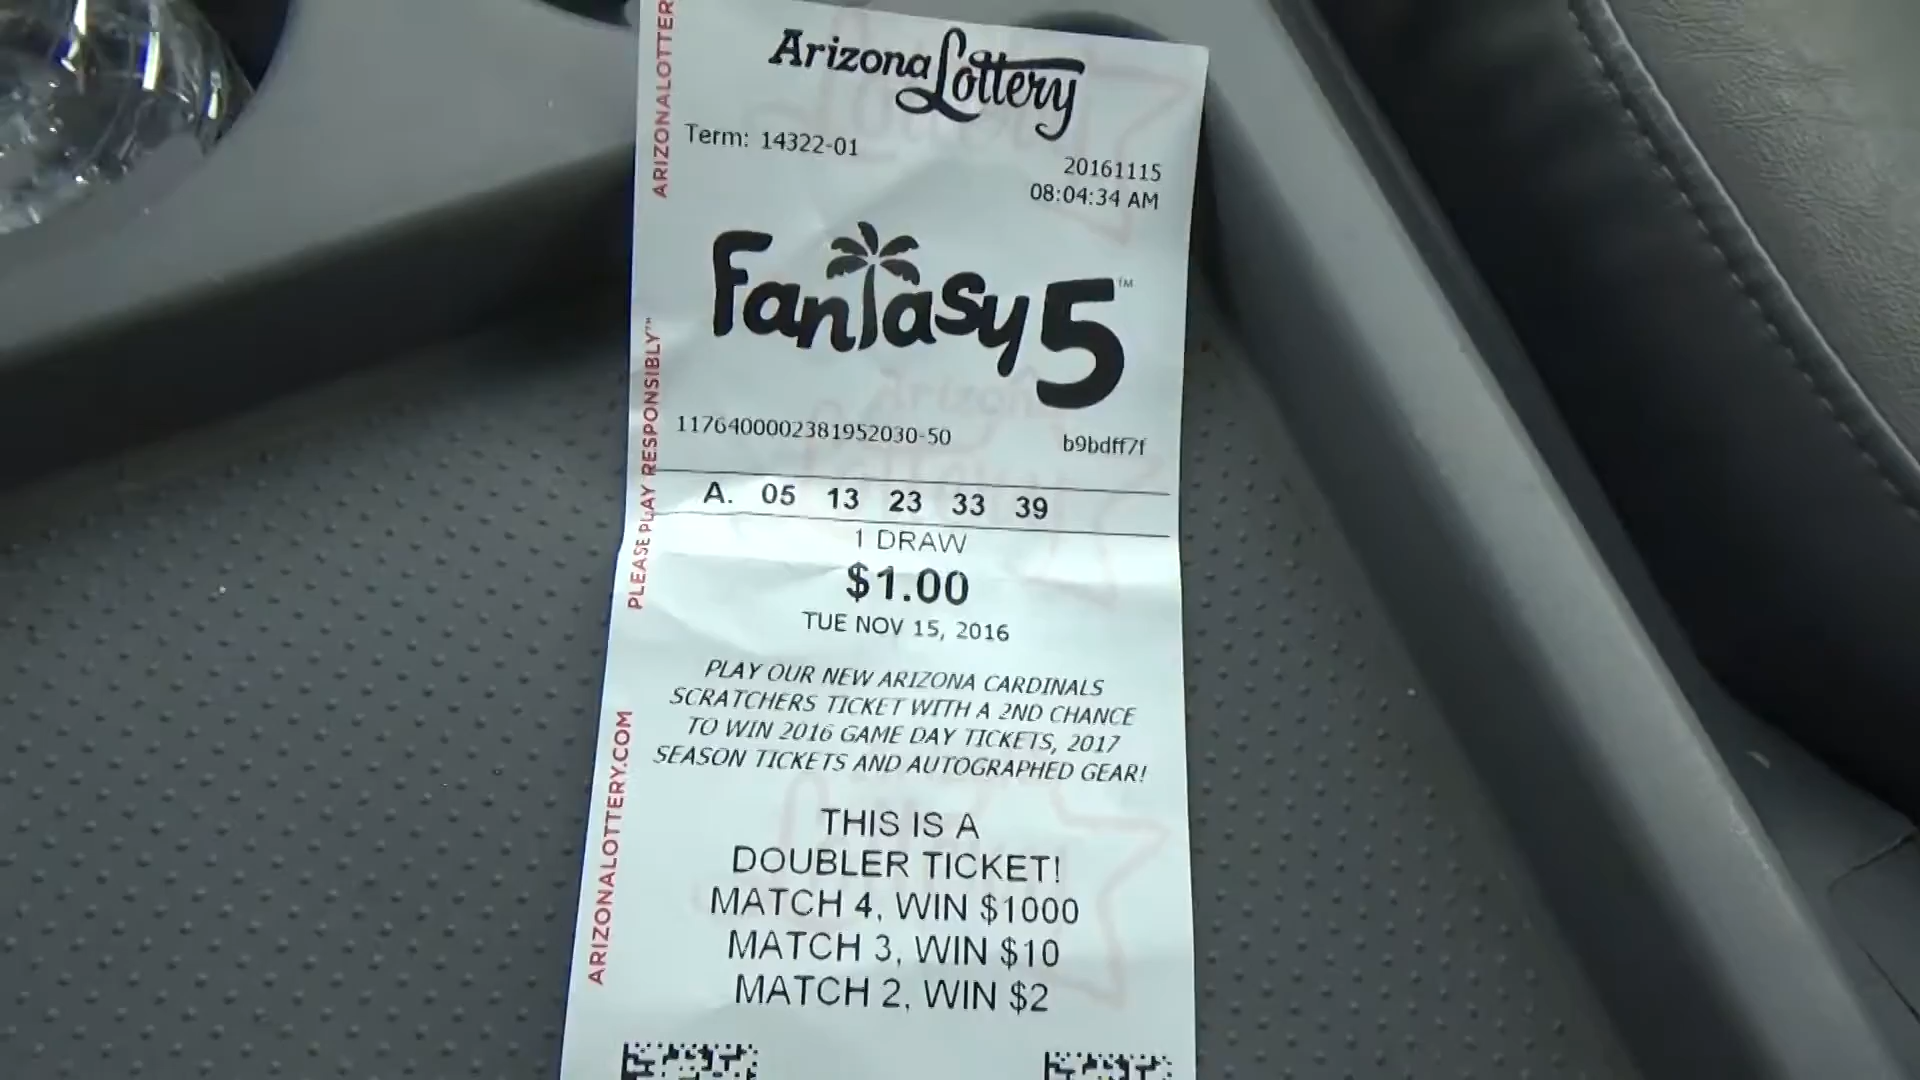 Arizona Lottery
Term: 14322-01
20161115
08:04:34 AM
Fantasy 5™
1176400002381952030-50 b9bdff7f
A. 05 13 23 33 39
1 DRAW
$1.00
TUE NOV 15, 2016
PLAY OUR NEW ARIZONA CARDINALS
SCRATCHERS TICKET WITH A 2ND CHANCE
TO WIN 2016 GAME DAY TICKETS, 2017
SEASON TICKETS AND AUTOGRAPHED GEAR!
THIS IS A
DOUBLER TICKET!
MATCH 4, WIN $1000
MATCH 3, WIN $10
MATCH 2, WIN $2
ARIZONALOTTER
PLEASE PLAY RESPONSIBLY™
ARIZONALOTTERY.COM